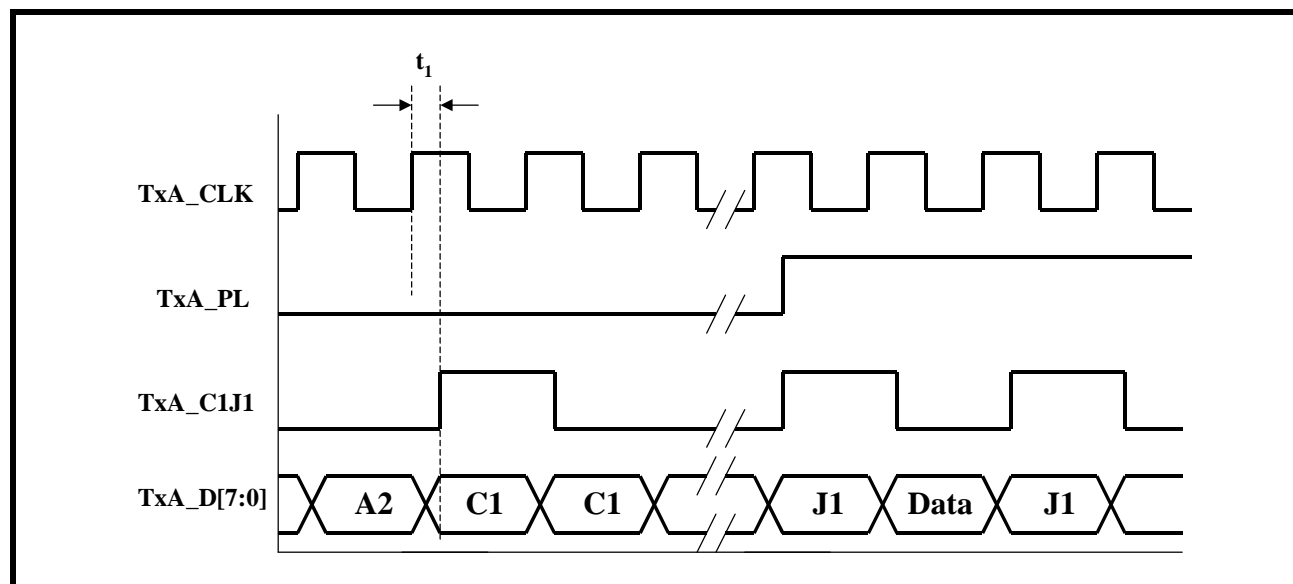 t1
TxA_CLK
TxA_PL
TxA_C1J1
TxA_D[7:0]
A2 C1 C1 J1 Data J1